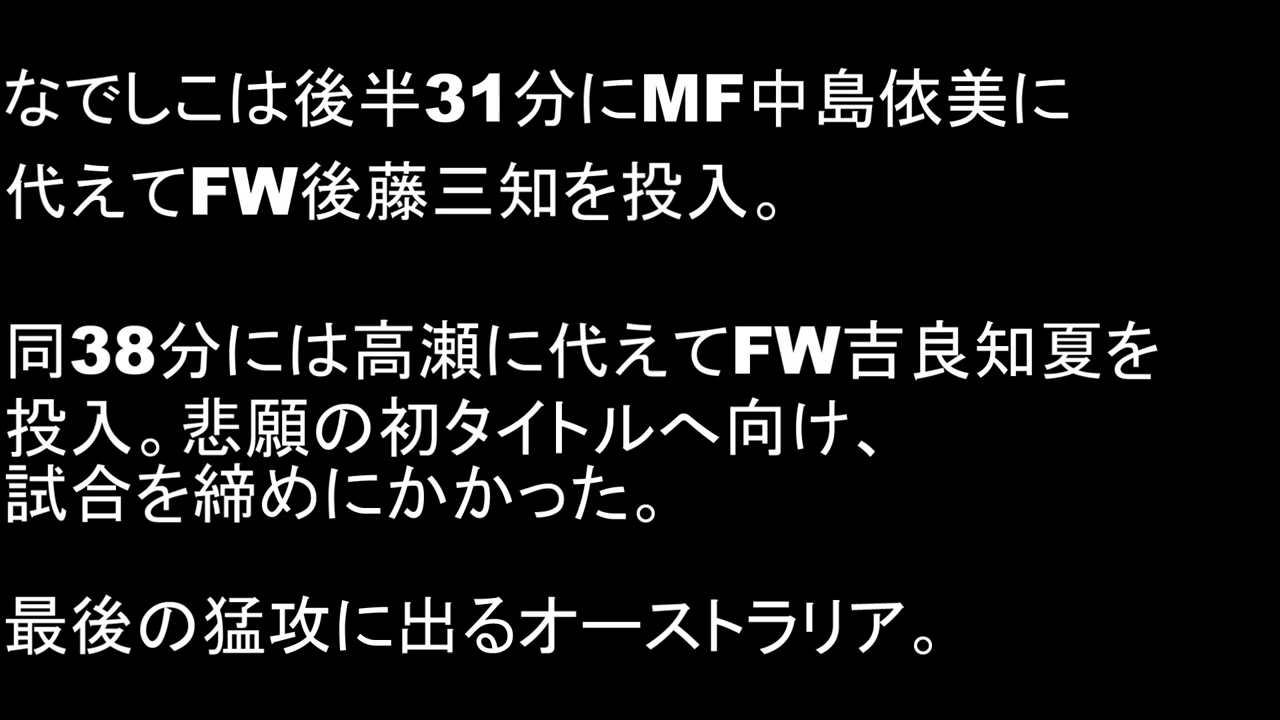 なでしこは後半31分にMF中島依美に
代えてFW後藤三知を投入。
同38分には高瀬に代えてFW吉良知夏を
投入。悲願の初タイトルへ向け、
試合を締めにかかった。
最後の猛攻に出るオーストラリア。